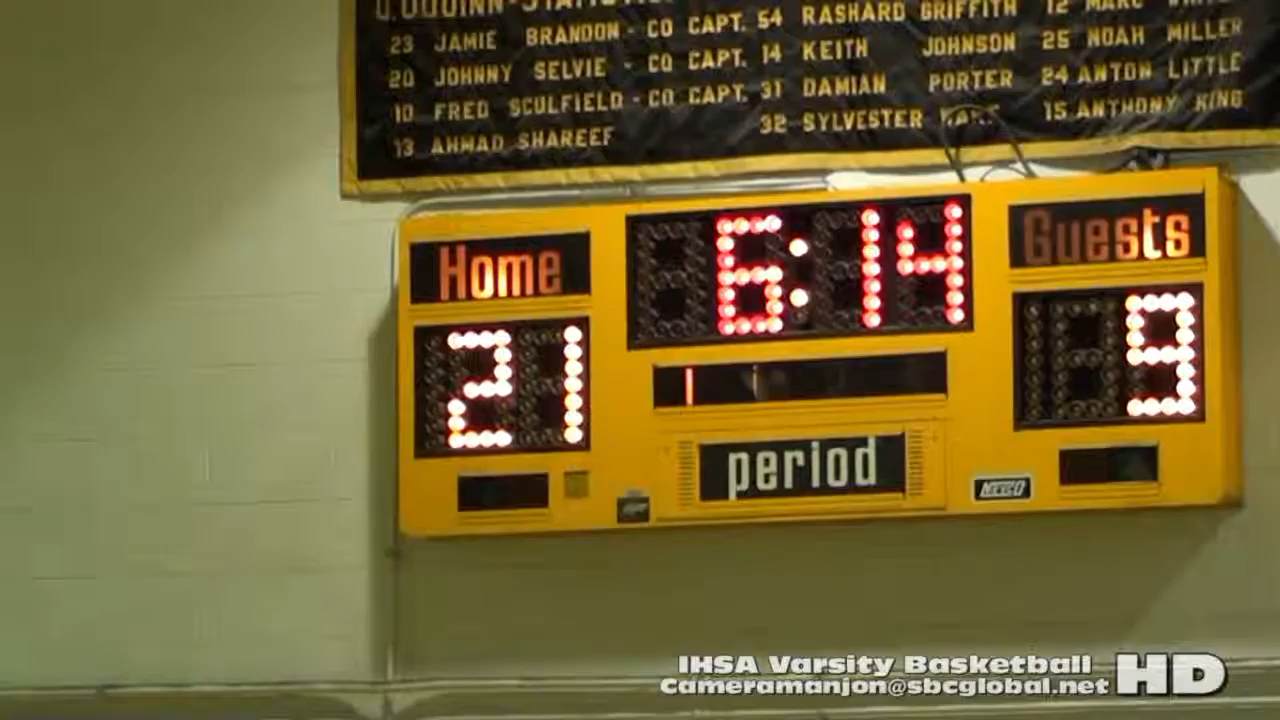 23 JAMIE BRANDON - CO CAPT. 54 RASHARD GRIFFITH 12 MARC
20 JOHNNY SELVIE - CO CAPT. 14 KEITH JOHNSON 25 NOAH MILLER
10 FRED SCULFIELD - CO CAPT. 31 DAMIAN PORTER 24 ANTON LITTLE
13 AHMAD SHAREEF 32 SYLVESTER 15 ANTHONY KING
Home 6:14 Guests
21 9
period
IHSA Varsity Basketball HD
cameramanjon@sbcglobal.net